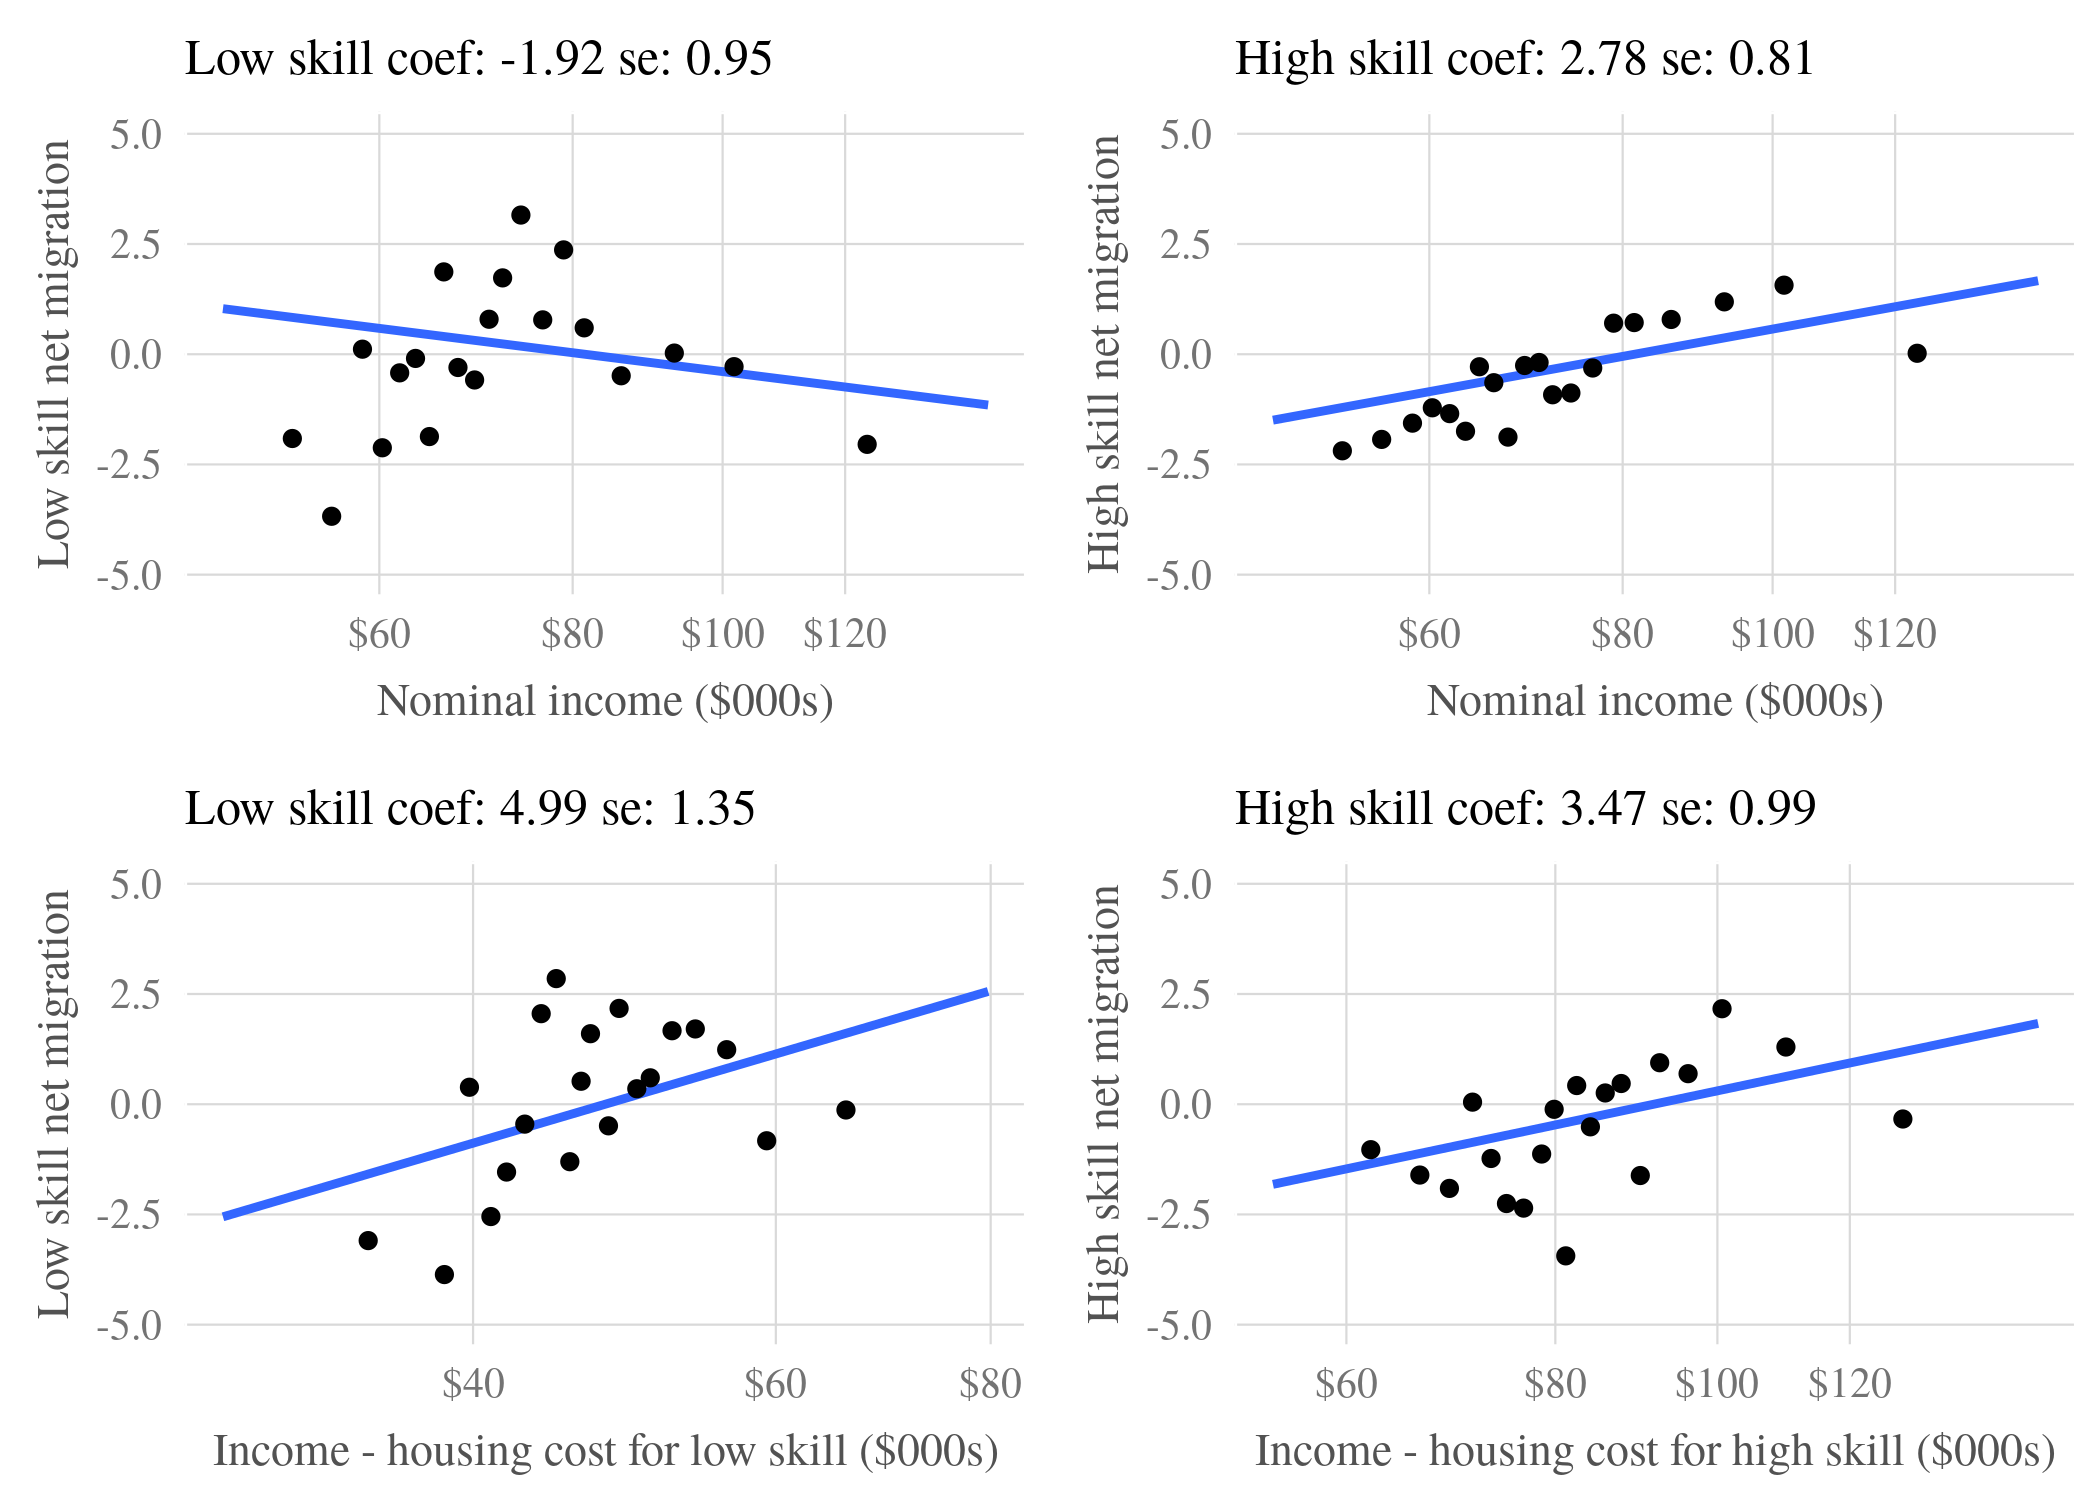 Low skill coef: -1.92 se: 0.95
Low skill net migration
5.0
2.5
0.0
-2.5
-5.0
$60 $80 $100 $120
Nominal income ($000s)
High skill coef: 2.78 se: 0.81
High skill net migration
5.0
2.5
0.0
-2.5
-5.0
$60 $80 $100 $120
Nominal income ($000s)
Low skill coef: 4.99 se: 1.35
Low skill net migration
5.0
2.5
0.0
-2.5
-5.0
$40 $60 $80
Income - housing cost for low skill ($000s)
High skill coef: 3.47 se: 0.99
High skill net migration
5.0
2.5
0.0
-2.5
-5.0
$60 $80 $100 $120
Income - housing cost for high skill ($000s)